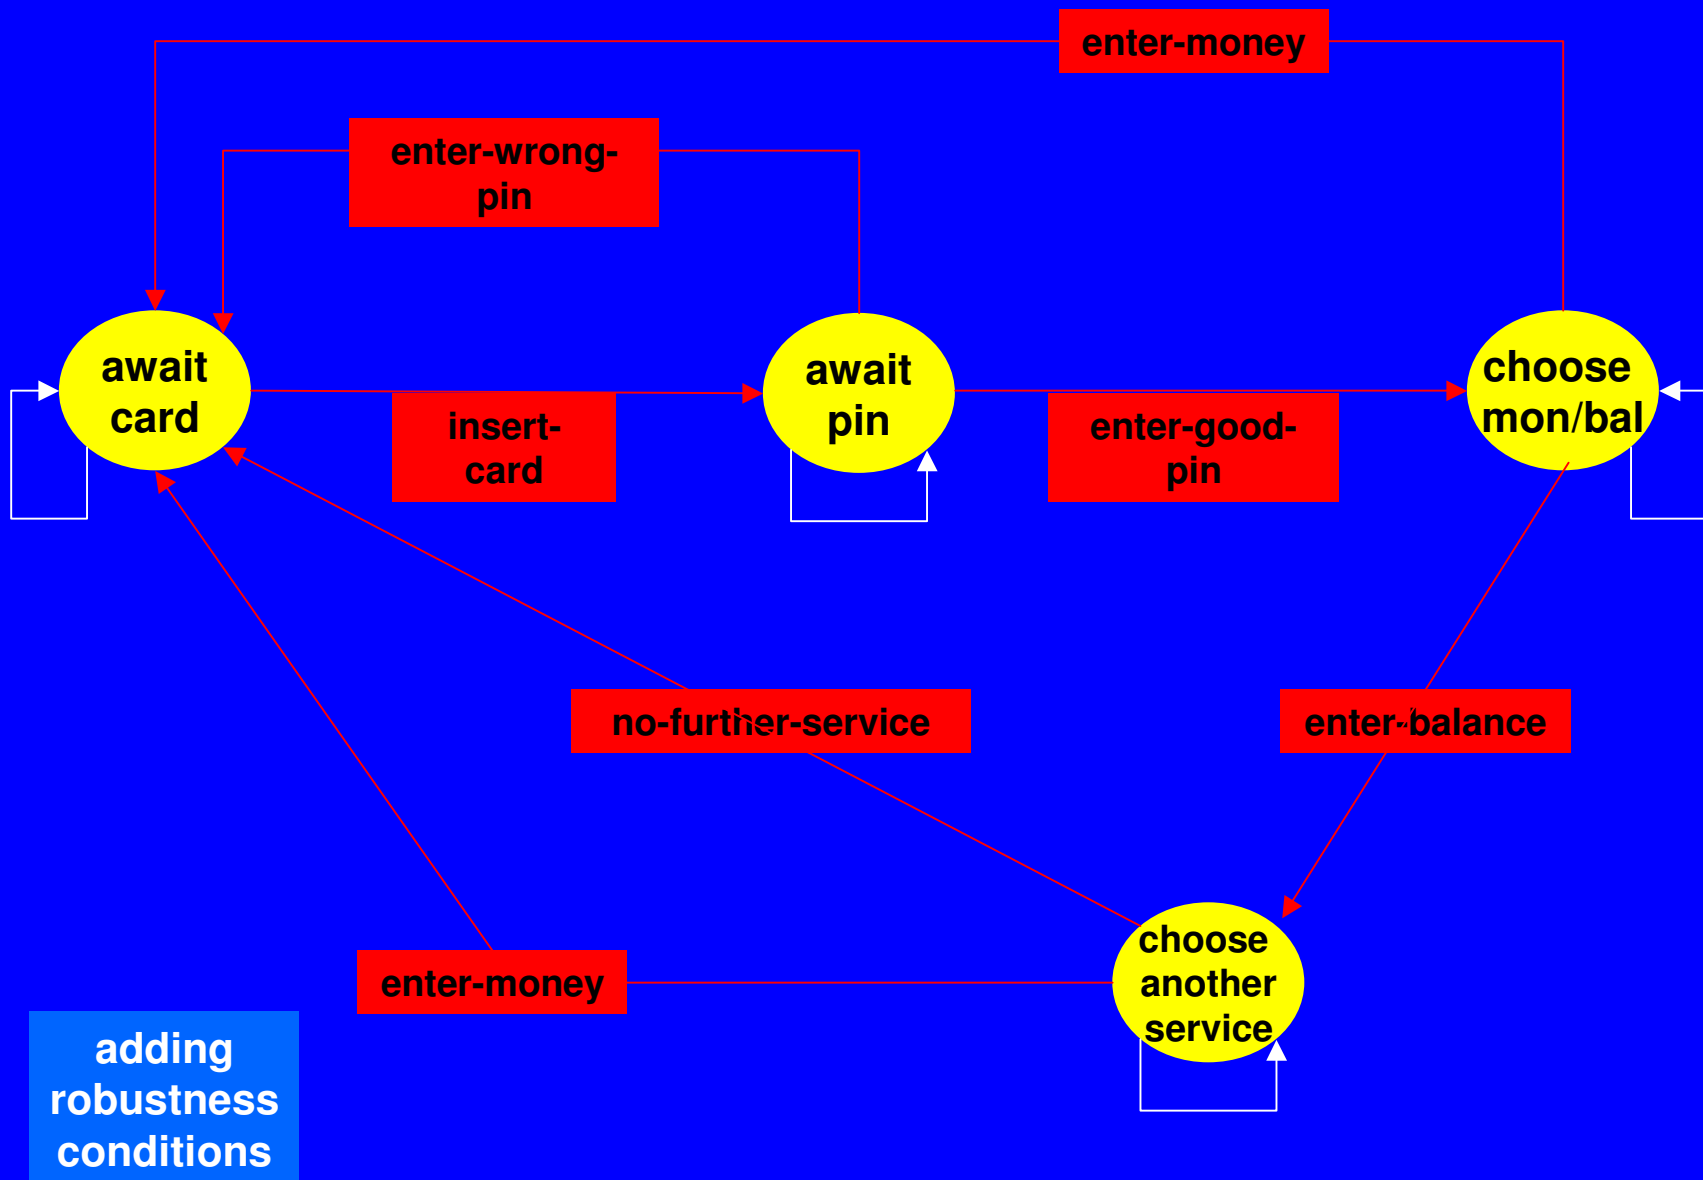 enter-money
enter-wrong-
pin
await
card
await
pin
choose
mon/bal
insert-
card
enter-good-
pin
no-further-service
enter-balance
choose
another
service
enter-money
adding
robustness
conditions